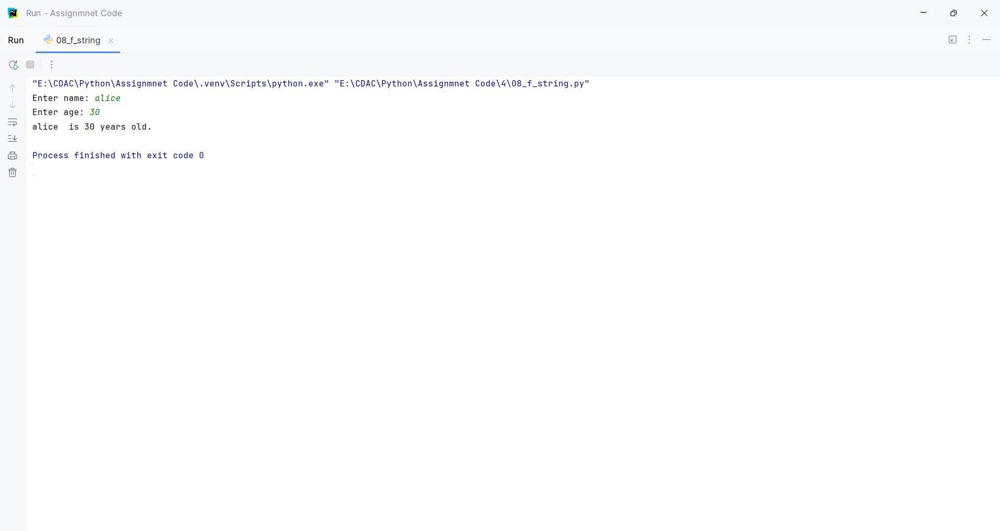 Run - Assignmnet Code
Run 08_f_string
"E:\CDAC\Python\Assignmnet Code\.venv\Scripts\python.exe" "E:\CDAC\Python\Assignmnet Code\4\08_f_string.py"
Enter name: alice
Enter age: 30
alice  is 30 years old.
Process finished with exit code 0